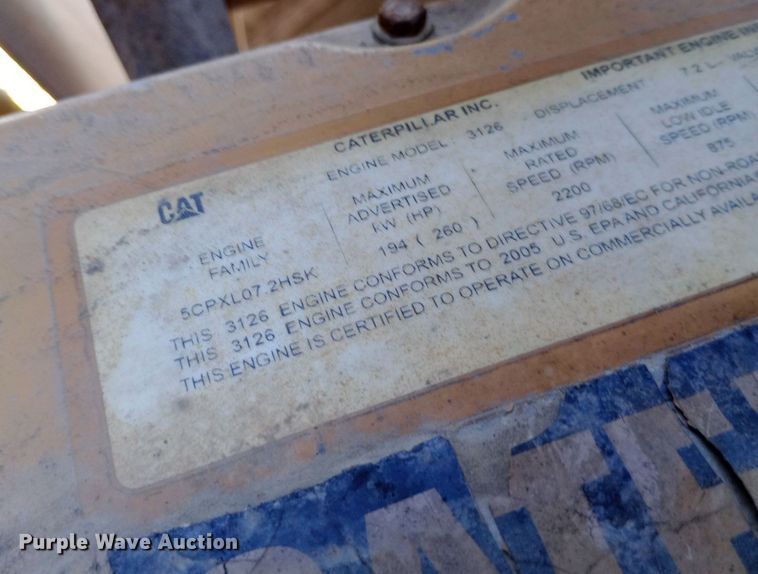 IMPORTANT ENGINE
CATERPILLAR INC.
ENGINE MODEL: 3126 DISPLACEMENT 7.2 L
CAT
ENGINE FAMILY
5CPXL07.2HSK
MAXIMUM ADVERTISED KW (HP)
194 ( 260 )
MAXIMUM RATED SPEED (RPM)
2200
MAXIMUM LOW IDLE SPEED (RPM)
875
THIS 3126 ENGINE CONFORMS TO DIRECTIVE 97/68/EC FOR NON-ROA
THIS 3126 ENGINE CONFORMS TO 2005 U.S. EPA AND CALIFORNIA
THIS ENGINE IS CERTIFIED TO OPERATE ON COMMERCIALLY AVAILA
Purple Wave Auction